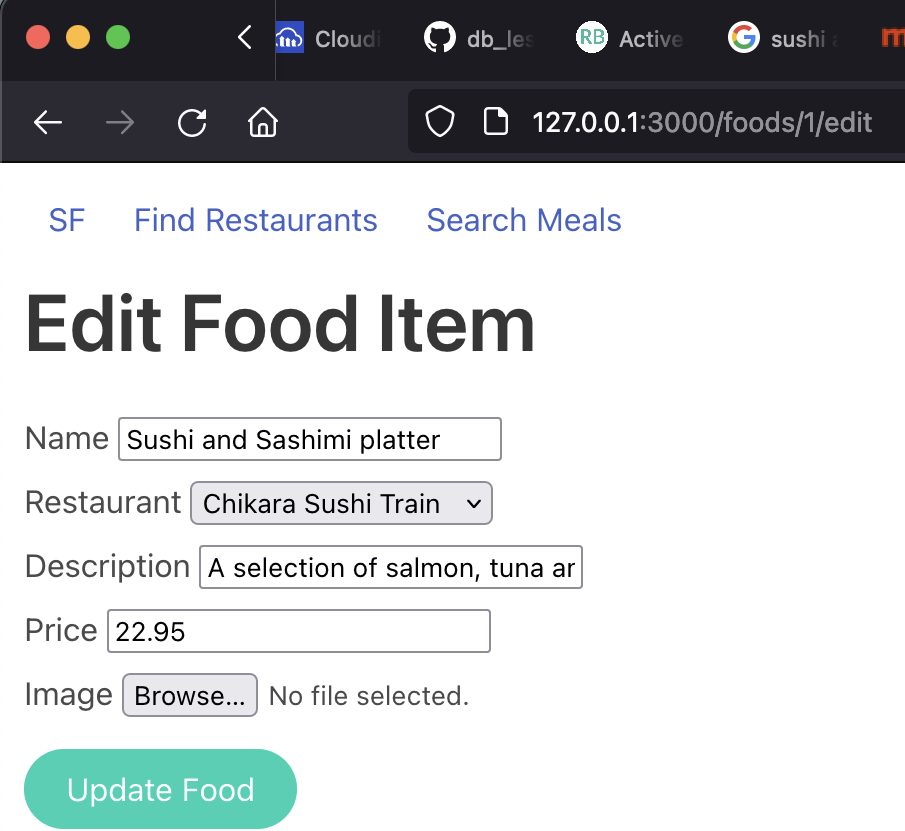 Cloudi db_les RB Active sushi a
127.0.0.1:3000/foods/1/edit
SF Find Restaurants Search Meals
Edit Food Item
Name Sushi and Sashimi platter
Restaurant Chikara Sushi Train
Description A selection of salmon, tuna ar
Price 22.95
Image Browse... No file selected.
Update Food